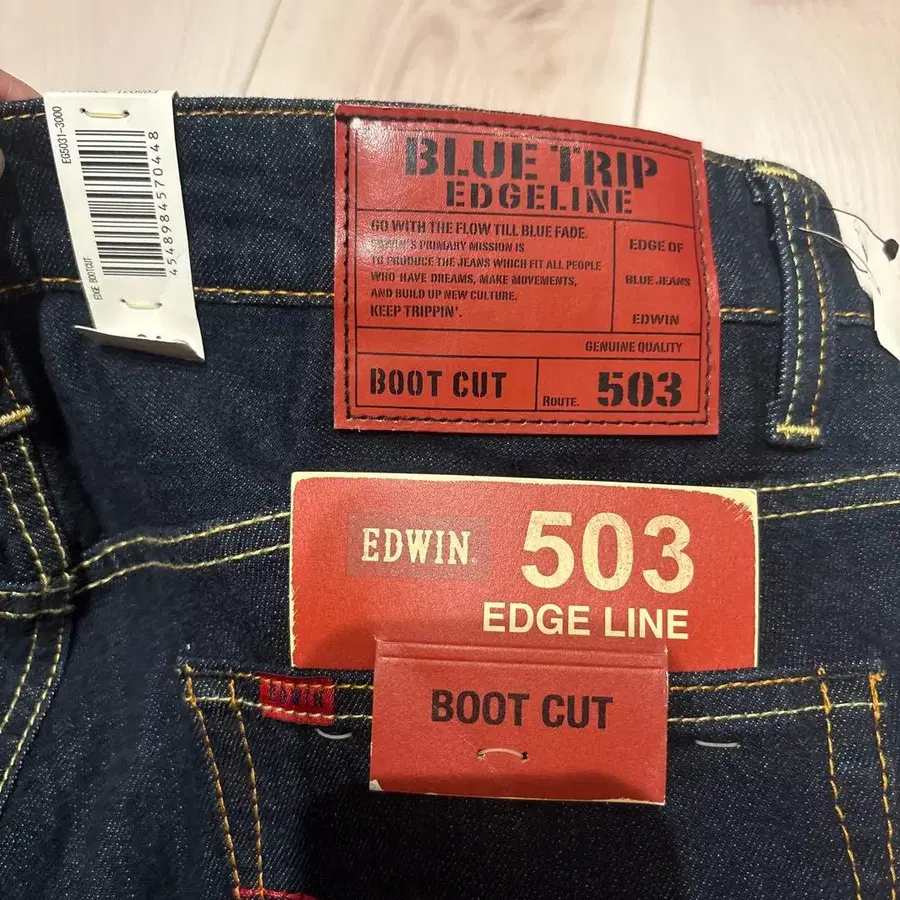 EG5031-3000
4548984570448
EDGE BOOTCUT
BLUE TRIP
EDGELINE
GO WITH THE FLOW TILL BLUE FADE.
EDWIN'S PRIMARY MISSION IS
TO PRODUCE THE JEANS WHICH FIT ALL PEOPLE
WHO HAVE DREAMS, MAKE MOVEMENTS,
AND BUILD UP NEW CULTURE.
KEEP TRIPPIN'.
EDGE OF
BLUE JEANS
EDWIN
GENUINE QUALITY
BOOT CUT
ROUTE. 503
EDWIN®
503
EDGE LINE
EDWIN
BOOT CUT